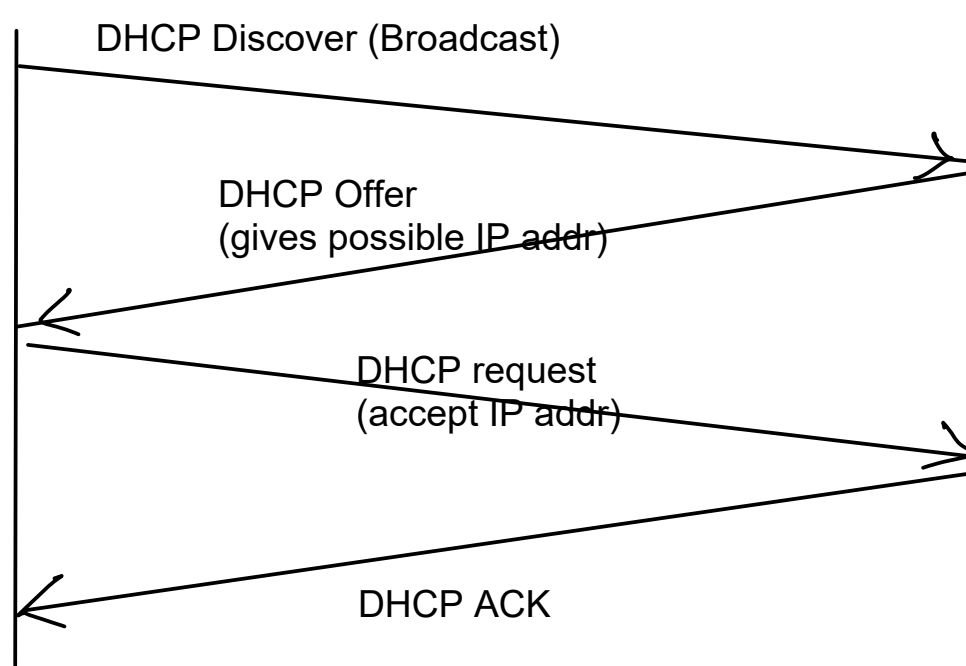 DHCP Discover (Broadcast)
DHCP Offer
(gives possible IP addr)
DHCP request
(accept IP addr)
DHCP ACK